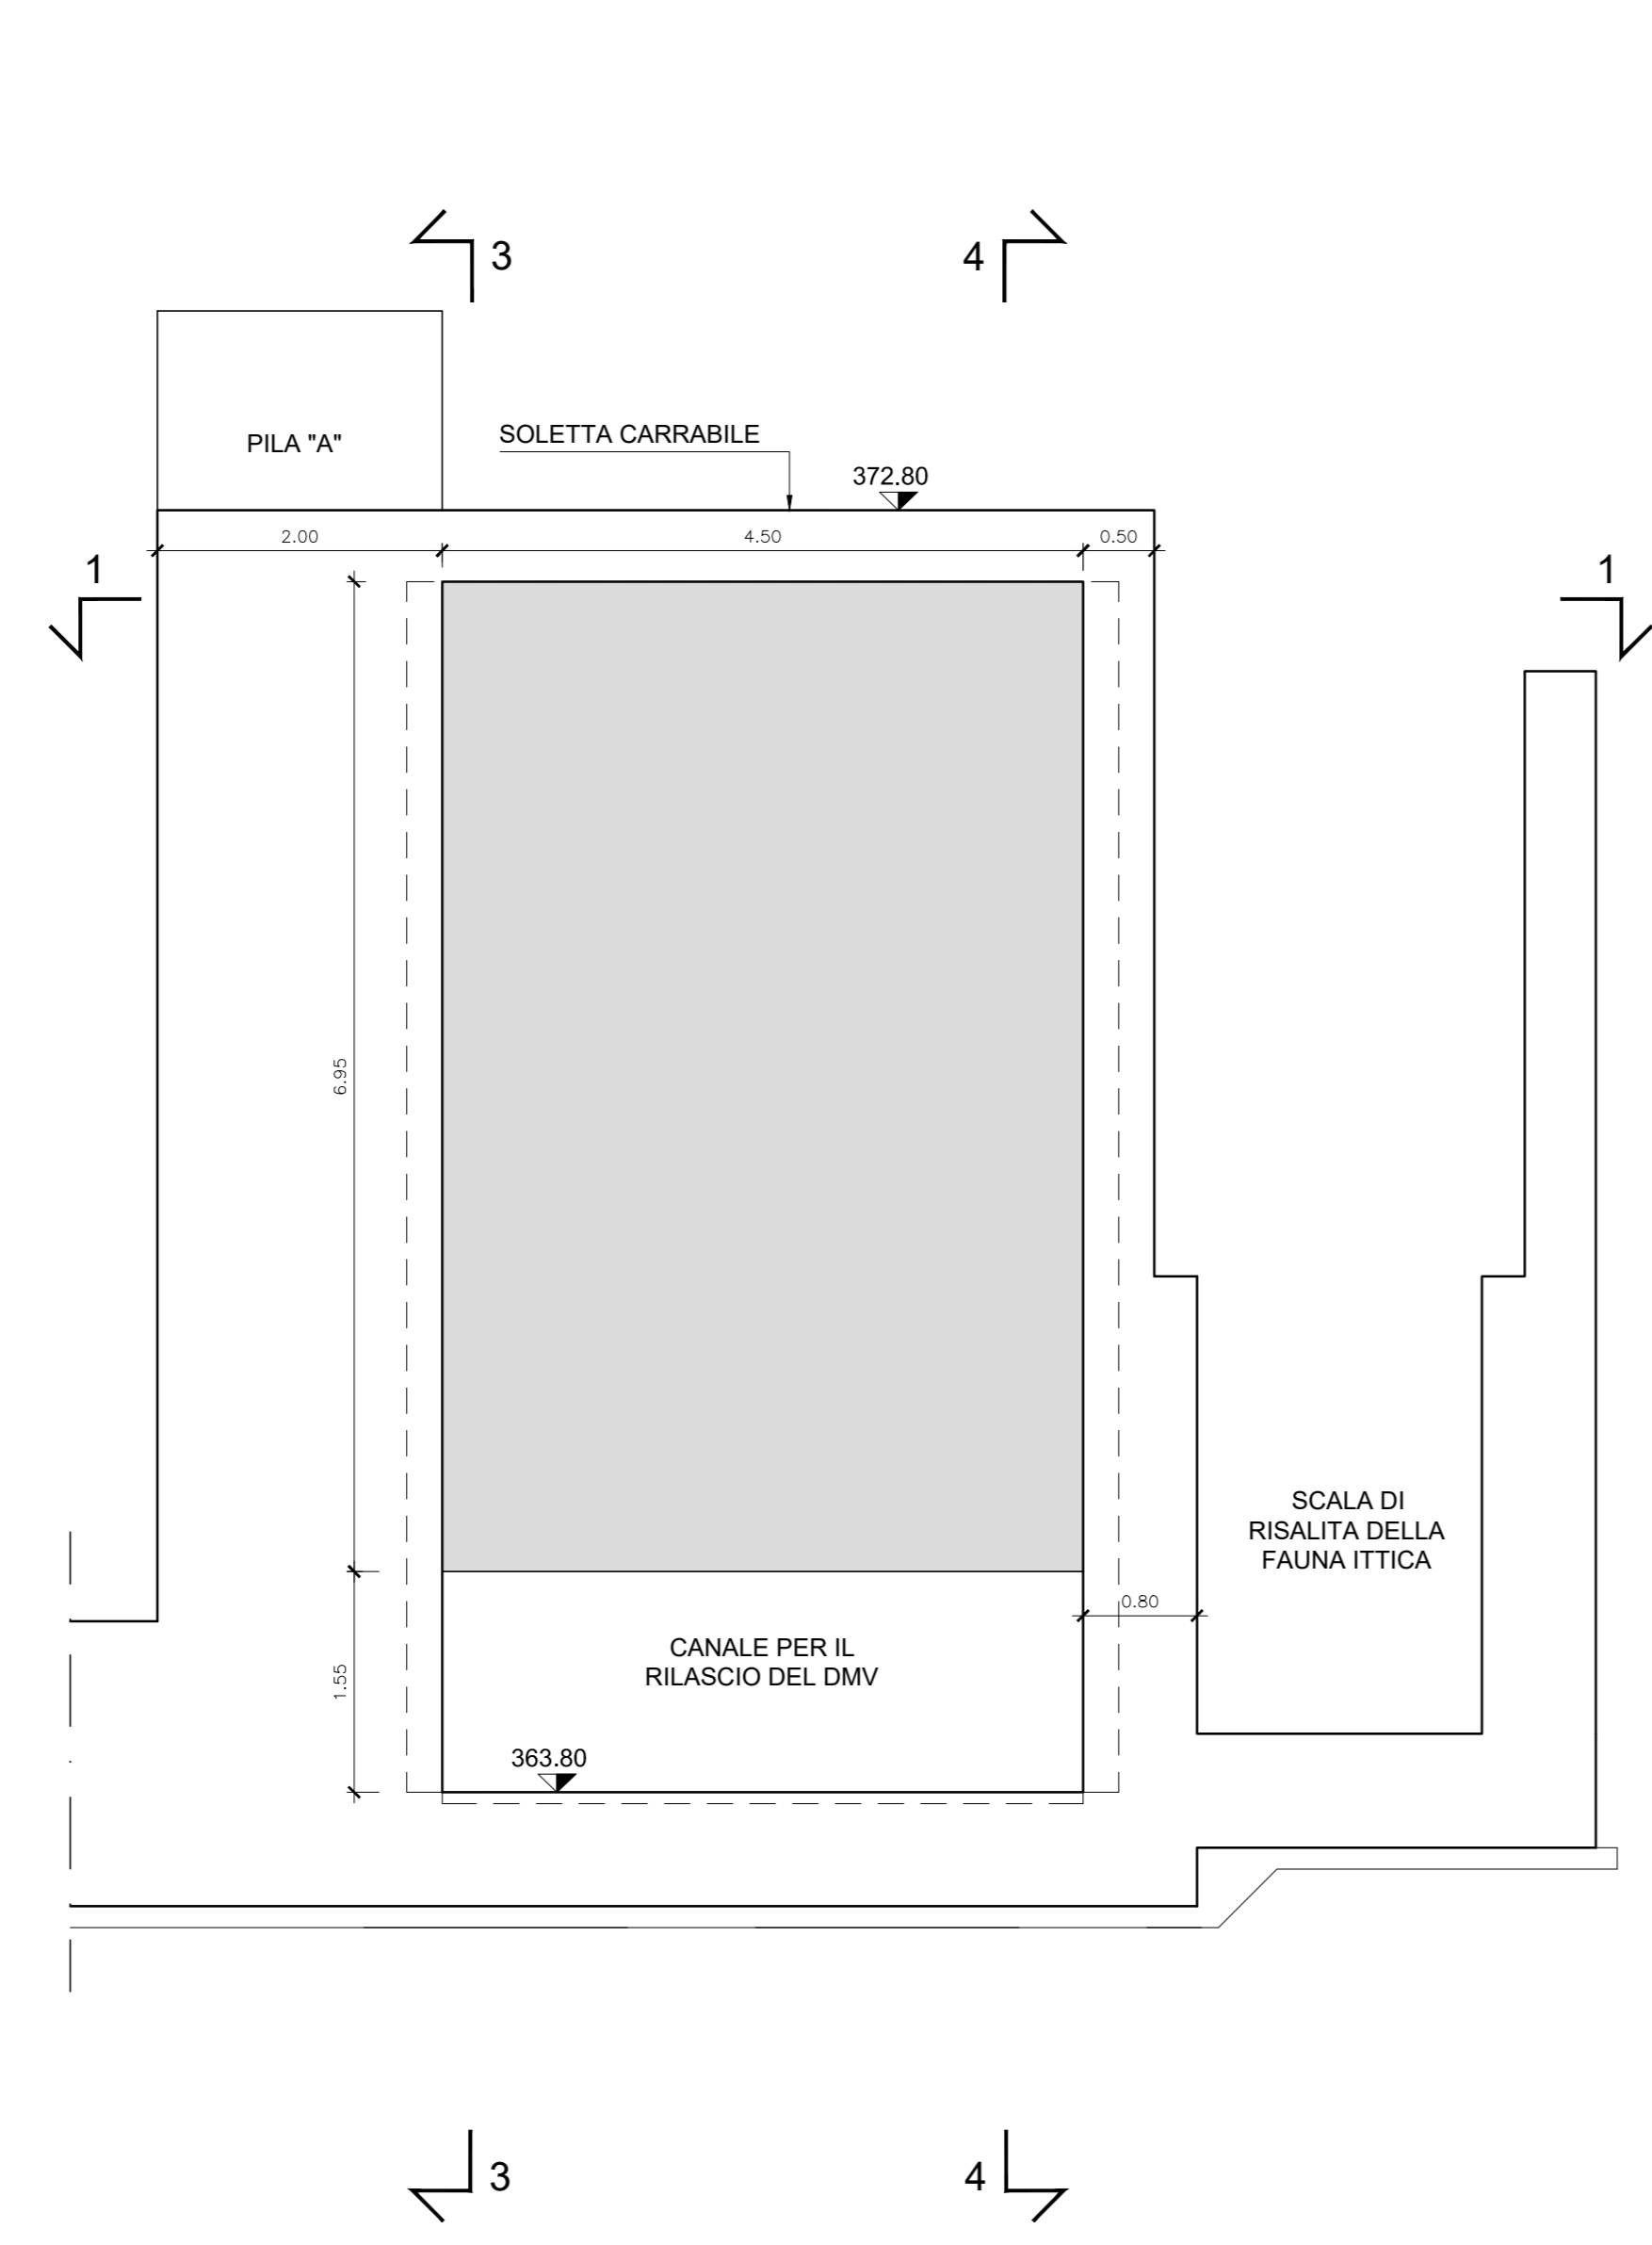 3
4
PILA "A"
SOLETTA CARRABILE
372.80
2.00
4.50
0.50
1
1
6.95
SCALA DI
RISALITA DELLA
FAUNA ITTICA
0.80
CANALE PER IL
RILASCIO DEL DMV
1.55
363.80
3
4